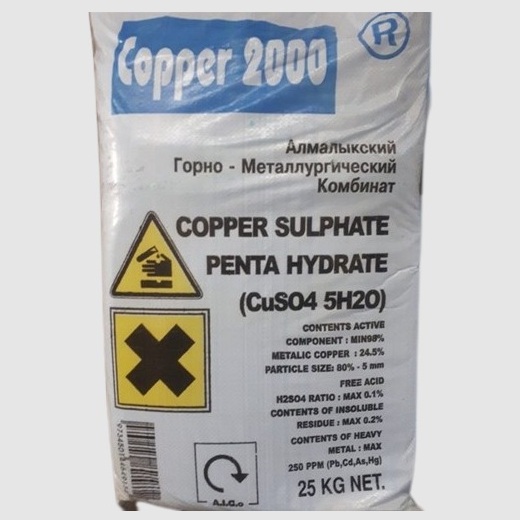 Copper 2000
®
Алмалыкский
Горно - Металлургический
Комбинат
COPPER SULPHATE
PENTA HYDRATE
(CuSO4 5H2O)
CONTENTS ACTIVE
COMPONENT : MIN98%
METALIC COPPER : 24.5%
PARTICLE SIZE: 80% - 5 mm
FREE ACID
H2SO4 RATIO : MAX 0.1%
CONTENTS OF INSOLUBLE
RESIDUE : MAX 0.2%
CONTENTS OF HEAVY
METAL : MAX
250 PPM (Pb,Cd,As,Hg)
25 KG NET.
A.I.C.o